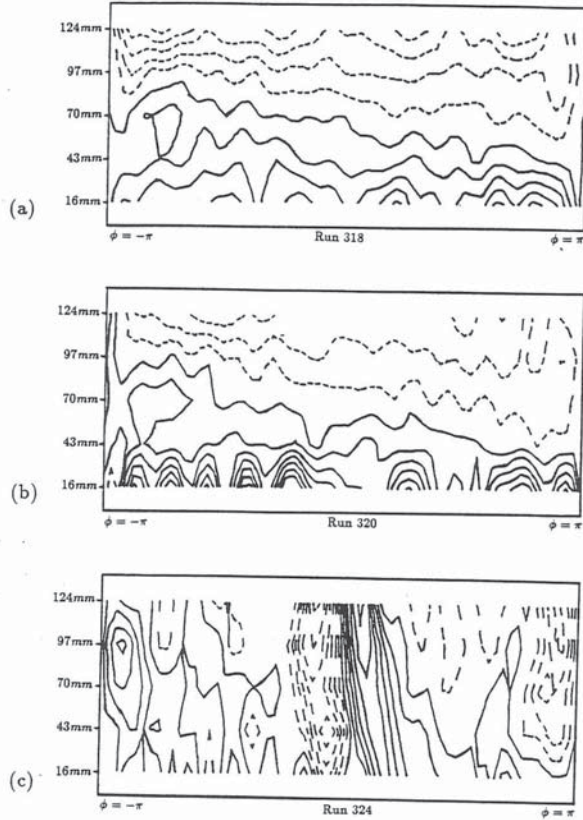 124mm
97mm
70mm
43mm
16mm
(a)
ϕ = −π Run 318 ϕ = π
124mm
97mm
70mm
43mm
16mm
(b)
ϕ = −π Run 320 ϕ = π
124mm
97mm
70mm
43mm
16mm
(c)
ϕ = −π Run 324 ϕ = π